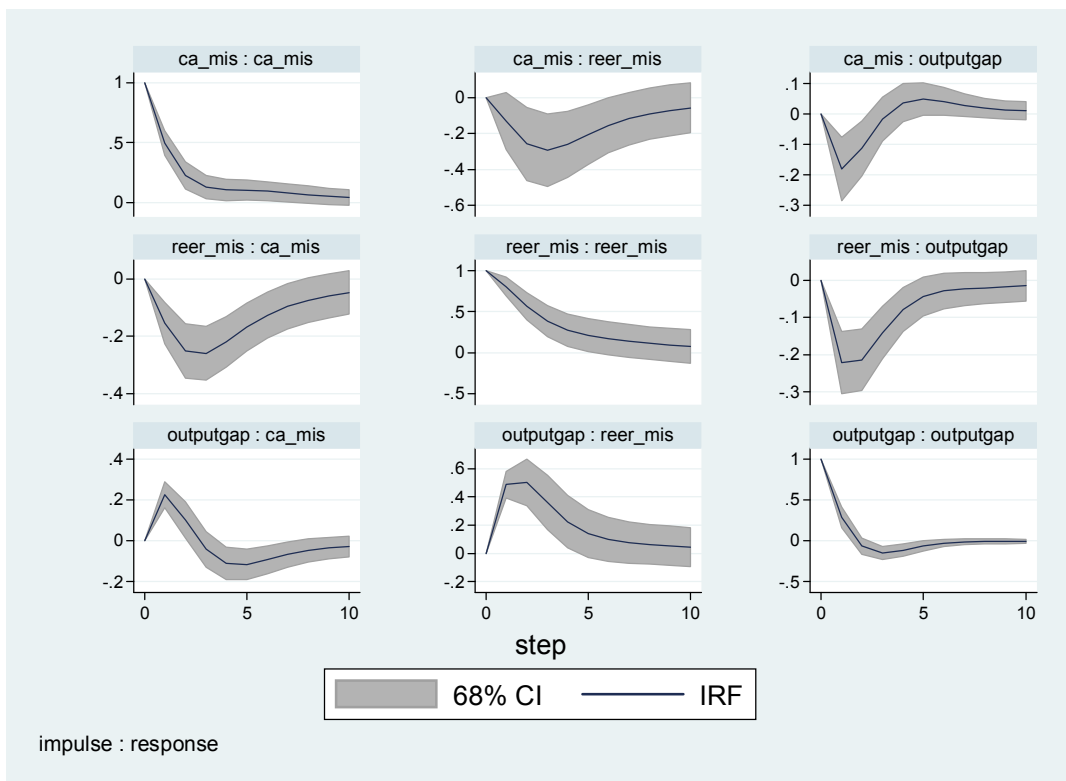 ca_mis : ca_mis
ca_mis : reer_mis
ca_mis : outputgap
1
.5
0
0
-.2
-.4
-.6
.1
0
-.1
-.2
-.3
reer_mis : ca_mis
reer_mis : reer_mis
reer_mis : outputgap
0
-.2
-.4
1
.5
0
-.5
0
-.1
-.2
-.3
outputgap : ca_mis
outputgap : reer_mis
outputgap : outputgap
.4
.2
0
-.2
.6
.4
.2
0
-.2
1
.5
0
-.5
0 5 10
0 5 10
0 5 10
step
68% CI IRF
impulse : response